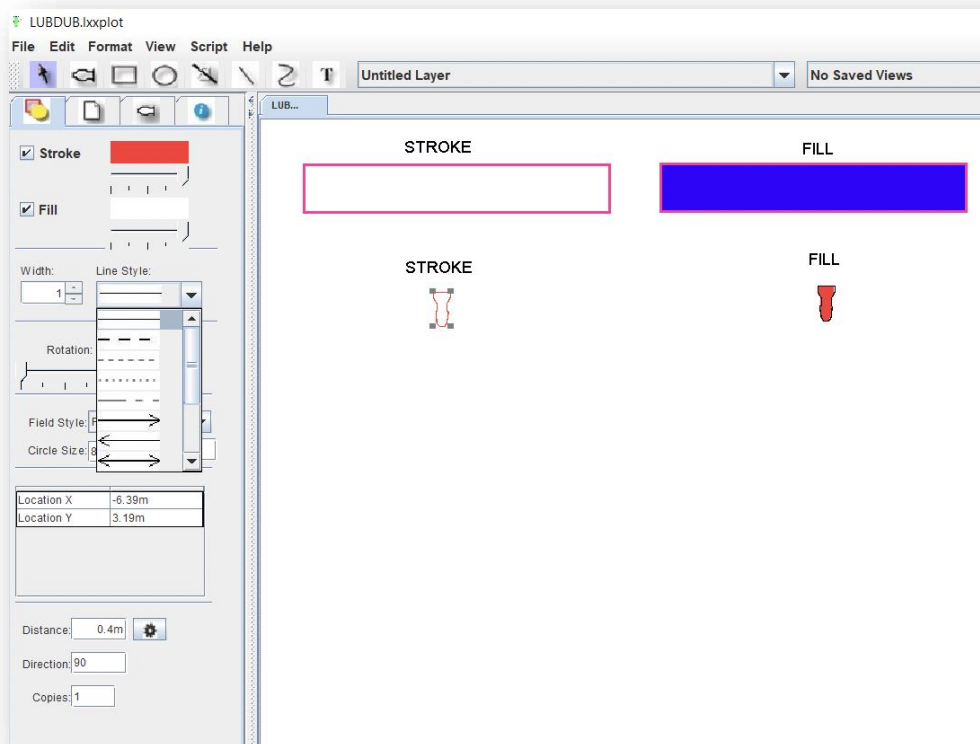 LUBDUB.lxxplot
File Edit Format View Script Help
T Untitled Layer No Saved Views
LUB...
Stroke
Fill
Width: Line Style:
1
Rotation:
Field Style:
Circle Size: 8
Location X -6.39m
Location Y 3.19m
Distance: 0.4m
Direction: 90
Copies: 1
STROKE FILL
STROKE FILL